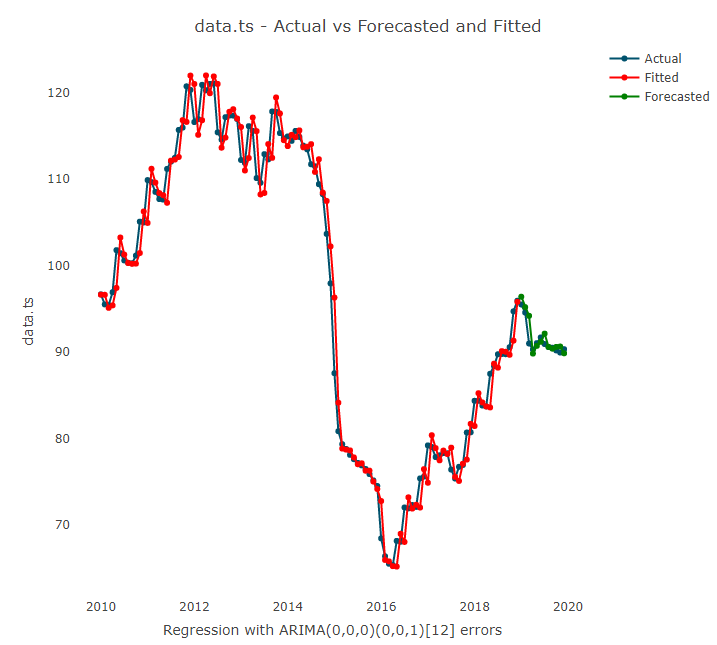 data.ts - Actual vs Forecasted and Fitted
Actual
Fitted
Forecasted
120
110
100
90
80
70
data.ts
2010 2012 2014 2016 2018 2020
Regression with ARIMA(0,0,0)(0,0,1)[12] errors